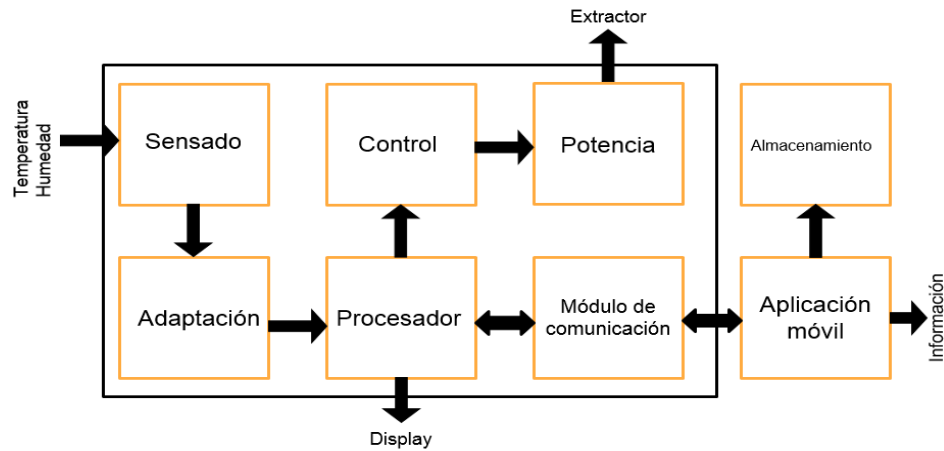 Extractor
Temperatura
Humedad
Sensado
Control
Potencia
Almacenamiento
Adaptación
Procesador
Módulo de
comunicación
Aplicación
móvil
Información
Display